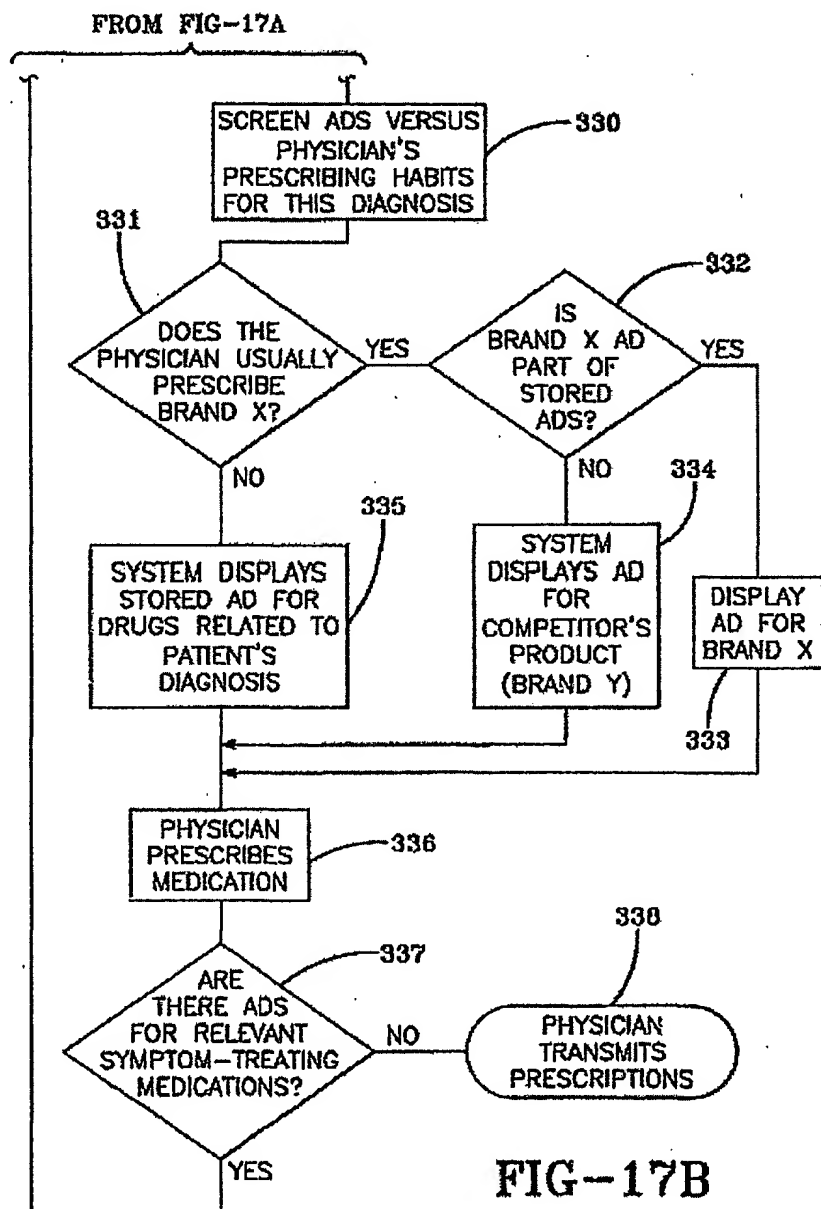 FROM FIG-17A
SCREEN ADS VERSUS
PHYSICIAN'S
PRESCRIBING HABITS
FOR THIS DIAGNOSIS
330
331
DOES THE
PHYSICIAN USUALLY
PRESCRIBE
BRAND X?
YES
NO
332
IS
BRAND X AD
PART OF
STORED
ADS?
YES
NO
335
SYSTEM DISPLAYS
STORED AD FOR
DRUGS RELATED TO
PATIENT'S
DIAGNOSIS
334
SYSTEM
DISPLAYS AD
FOR
COMPETITOR'S
PRODUCT
(BRAND Y)
DISPLAY
AD FOR
BRAND X
333
PHYSICIAN
PRESCRIBES
MEDICATION
336
337
ARE
THERE ADS
FOR RELEVANT
SYMPTOM-TREATING
MEDICATIONS?
NO
YES
338
PHYSICIAN
TRANSMITS
PRESCRIPTIONS
FIG-17B